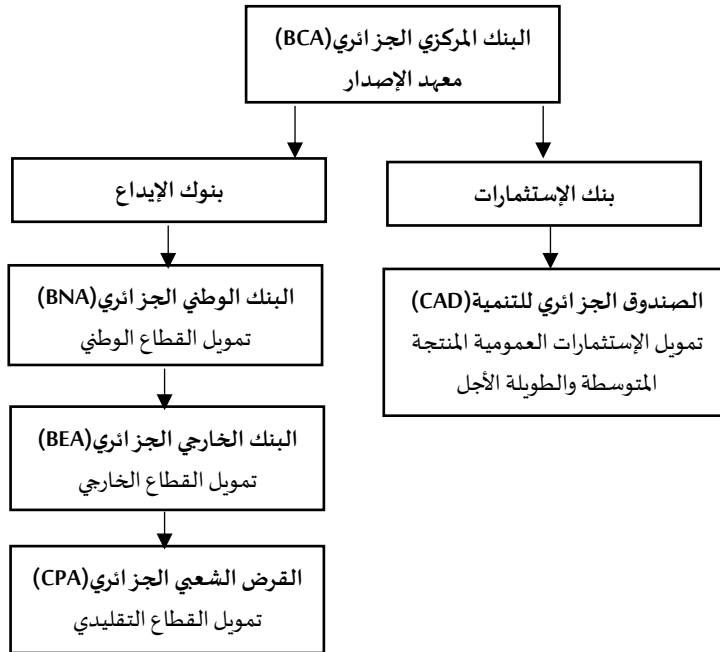 البنك المركزي الجزائري(BCA)
معهد الإصدار
بنوك الإيداع
البنك الوطني الجزائري(BNA)
تمويل القطاع الوطني
البنك الخارجي الجزائري(BEA)
تمويل القطاع الخارجي
القرض الشعبي الجزائري(CPA)
تمويل القطاع التقليدي
بنك الإستثمارات
الصندوق الجزائري للتنمية(CAD)
تمويل الإستثمارات العمومية المنتجة
المتوسطة والطويلة الأجل